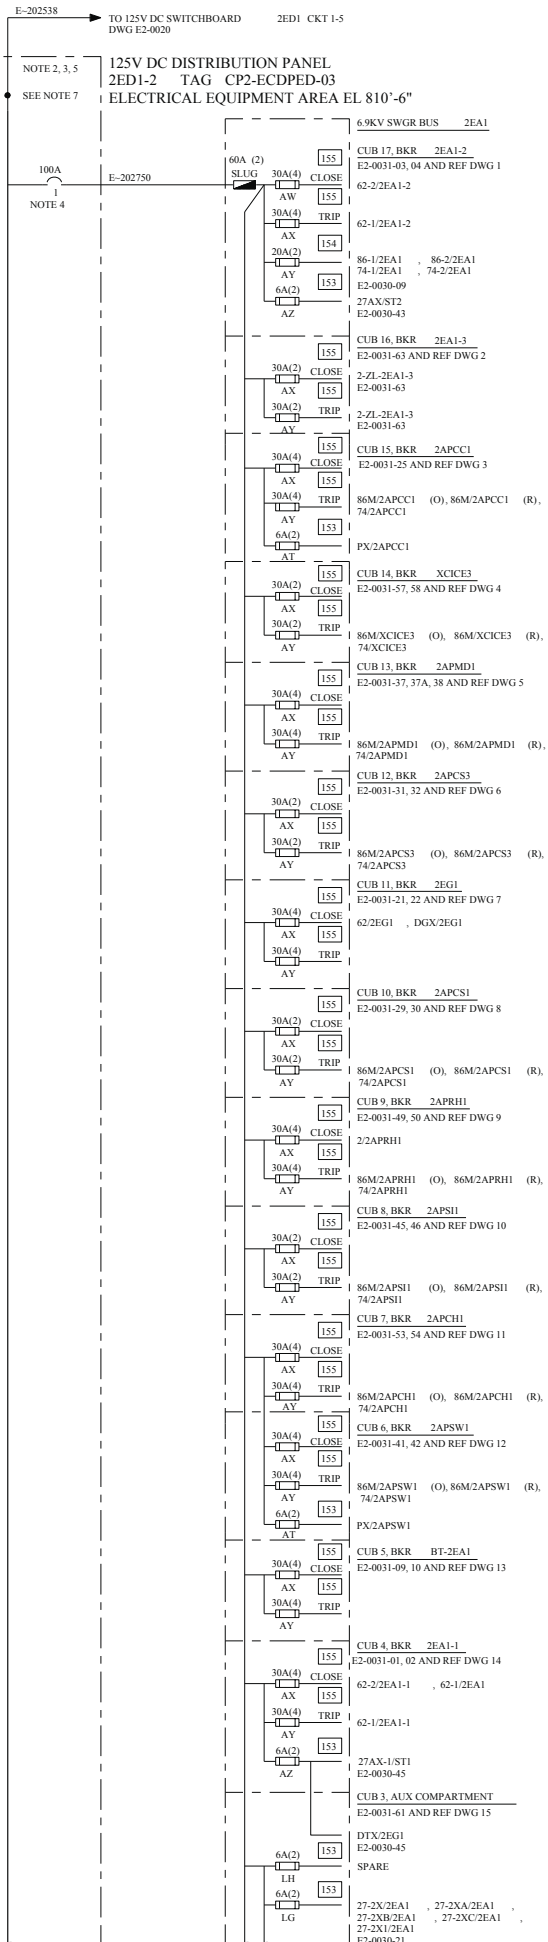 E~202538
TO 125V DC SWITCHBOARD 2ED1 CKT 1-5
DWG E2-0020
NOTE 2, 3, 5
125V DC DISTRIBUTION PANEL
2ED1-2 TAG CP2-ECDPED-03
SEE NOTE 7
ELECTRICAL EQUIPMENT AREA EL 810'-6"
6.9KV SWGR BUS 2EA1
155
CUB 17, BKR 2EA1-2
E2-0031-03, 04 AND REF DWG 1
100A
1
NOTE 4
E~202750
60A (2)
SLUG
30A(4) CLOSE
AW
155
62-2/2EA1-2
30A(4) TRIP
AX
154
62-1/2EA1-2
20A(2)
AY
153
86-1/2EA1 , 86-2/2EA1
74-1/2EA1 , 74-2/2EA1
E2-0030-09
6A(2)
AZ
27AX/ST2
E2-0030-43
155
CUB 16, BKR 2EA1-3
E2-0031-63 AND REF DWG 2
30A(2) CLOSE
AX
155
2-ZL-2EA1-3
E2-0031-63
30A(2) TRIP
AY
2-ZL-2EA1-3
E2-0031-63
155
CUB 15, BKR 2APCC1
E2-0031-25 AND REF DWG 3
30A(4) CLOSE
AX
155
30A(4) TRIP
AY
153
86M/2APCC1 (O), 86M/2APCC1 (R),
74/2APCC1
6A(2)
AT
PX/2APCC1
155
CUB 14, BKR XCICE3
E2-0031-57, 58 AND REF DWG 4
30A(2) CLOSE
AX
155
30A(2) TRIP
AY
86M/XCICE3 (O), 86M/XCICE3 (R),
74/XCICE3
155
CUB 13, BKR 2APMD1
E2-0031-37, 37A, 38 AND REF DWG 5
30A(4) CLOSE
AX
155
30A(4) TRIP
AY
86M/2APMD1 (O), 86M/2APMD1 (R),
74/2APMD1
155
CUB 12, BKR 2APCS3
E2-0031-31, 32 AND REF DWG 6
30A(2) CLOSE
AX
155
30A(2) TRIP
AY
86M/2APCS3 (O), 86M/2APCS3 (R),
74/2APCS3
155
CUB 11, BKR 2EG1
E2-0031-21, 22 AND REF DWG 7
30A(4) CLOSE
AX
155
62/2EG1 , DGX/2EG1
30A(4) TRIP
AY
155
CUB 10, BKR 2APCS1
E2-0031-29, 30 AND REF DWG 8
30A(2) CLOSE
AX
155
30A(2) TRIP
AY
86M/2APCS1 (O), 86M/2APCS1 (R),
74/2APCS1
155
CUB 9, BKR 2APRH1
E2-0031-49, 50 AND REF DWG 9
30A(4) CLOSE
AX
155
2/2APRH1
30A(4) TRIP
AY
86M/2APRH1 (O), 86M/2APRH1 (R),
74/2APRH1
155
CUB 8, BKR 2APSI1
E2-0031-45, 46 AND REF DWG 10
30A(2) CLOSE
AX
155
30A(2) TRIP
AY
86M/2APSI1 (O), 86M/2APSI1 (R),
74/2APSI1
155
CUB 7, BKR 2APCH1
E2-0031-53, 54 AND REF DWG 11
30A(4) CLOSE
AX
155
30A(4) TRIP
AY
86M/2APCH1 (O), 86M/2APCH1 (R),
74/2APCH1
155
CUB 6, BKR 2APSW1
E2-0031-41, 42 AND REF DWG 12
30A(4) CLOSE
AX
155
30A(4) TRIP
AY
153
86M/2APSW1 (O), 86M/2APSW1 (R),
74/2APSW1
6A(2)
AT
PX/2APSW1
155
CUB 5, BKR BT-2EA1
E2-0031-09, 10 AND REF DWG 13
30A(4) CLOSE
AX
155
30A(4) TRIP
AY
155
CUB 4, BKR 2EA1-1
E2-0031-01, 02 AND REF DWG 14
30A(4) CLOSE
AX
155
62-2/2EA1-1 , 62-1/2EA1
30A(4) TRIP
AY
153
62-1/2EA1-1
6A(2)
AZ
27AX-1/ST1
E2-0030-45
CUB 3, AUX COMPARTMENT
E2-0031-61 AND REF DWG 15
DTX/2EG1
E2-0030-45
153
6A(2)
LH
SPARE
153
6A(2)
LG
27-2X/2EA1 , 27-2XA/2EA1 ,
27-2XB/2EA1 , 27-2XC/2EA1 ,
27-2X1/2EA1
E2-0030-21